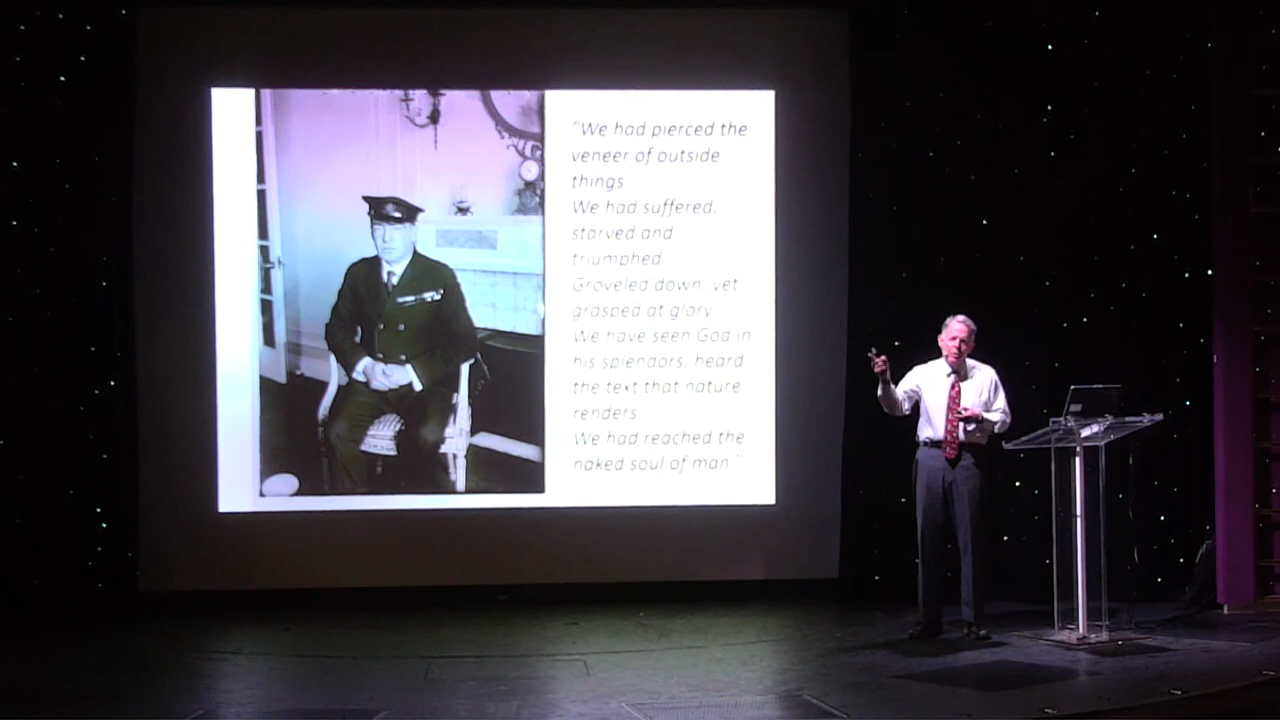 "We had pierced the
veneer of outside
things
We had suffered,
starved and
triumphed
Groveled down, yet
grasped at glory
We have seen God in
his splendors, heard
the text that nature
renders
We had reached the
naked soul of man"